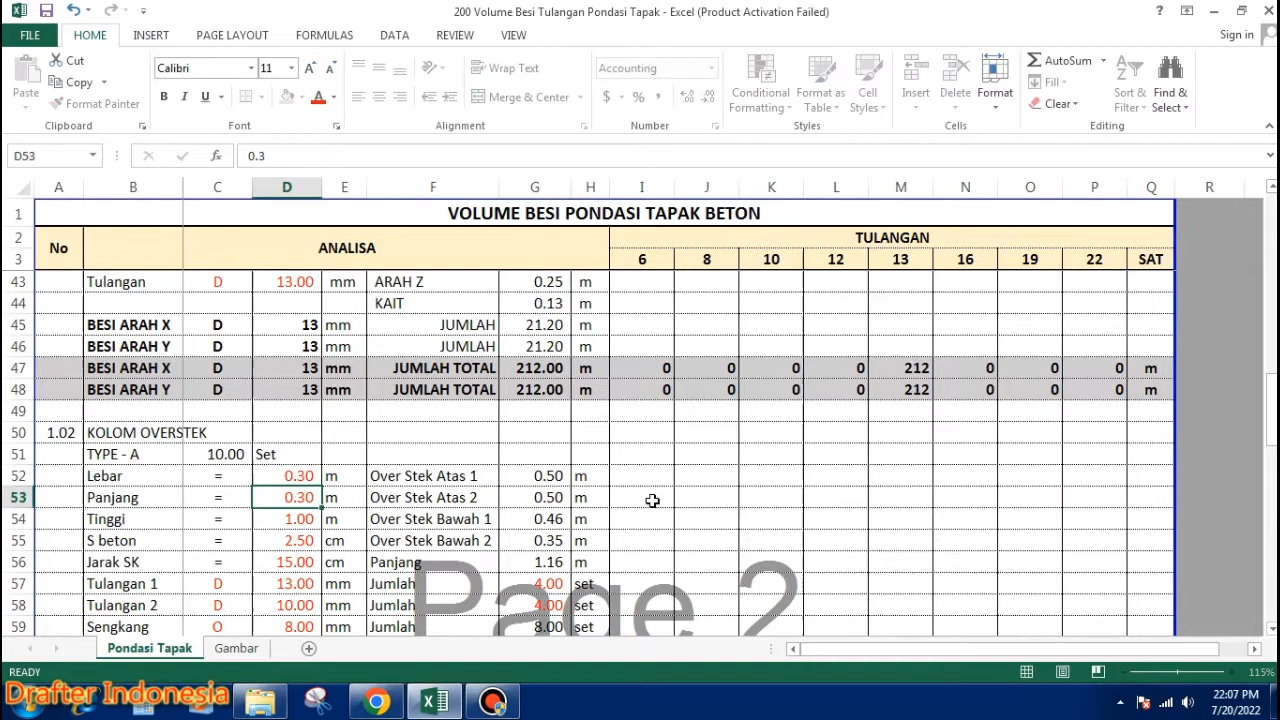 200 Volume Besi Tulangan Pondasi Tapak - Excel (Product Activation Failed)
FILE HOME INSERT PAGE LAYOUT FORMULAS DATA REVIEW VIEW Sign in
Paste Cut Calibri 11 Wrap Text Accounting Conditional Formatting Format as Table Cell Styles Insert Delete Format AutoSum Sort & Filter Find & Select
Copy B I U Merge & Center $ % Fill
Format Painter Clear
Clipboard Font Alignment Number Styles Cells Editing
D53 fx 0.3
A B C D E F G H I J K L M N O P Q R
1 VOLUME BESI PONDASI TAPAK BETON
2 No ANALISA TULANGAN
3 6 8 10 12 13 16 19 22 SAT
43 Tulangan D 13.00 mm ARAH Z 0.25 m
44 KAIT 0.13 m
45 BESI ARAH X D 13 mm JUMLAH 21.20 m
46 BESI ARAH Y D 13 mm JUMLAH 21.20 m
47 BESI ARAH X D 13 mm JUMLAH TOTAL 212.00 m 0 0 0 0 212 0 0 0 m
48 BESI ARAH Y D 13 mm JUMLAH TOTAL 212.00 m 0 0 0 0 212 0 0 0 m
49
50 1.02 KOLOM OVERSTEK
51 TYPE - A 10.00 Set
52 Lebar = 0.30 m Over Stek Atas 1 0.50 m
53 Panjang = 0.30 m Over Stek Atas 2 0.50 m
54 Tinggi = 1.00 m Over Stek Bawah 1 0.46 m
55 S beton = 2.50 cm Over Stek Bawah 2 0.35 m
56 Jarak SK = 15.00 cm Panjang 1.16 m
57 Tulangan 1 D 13.00 mm Jumlah 4.00 set
58 Tulangan 2 D 10.00 mm Jumlah 4.00 set
59 Sengkang O 8.00 mm Jumlah 8.00 set
Page 2
Pondasi Tapak Gambar
READY 115%
Drafter Indonesia
22:07 PM
7/20/2022